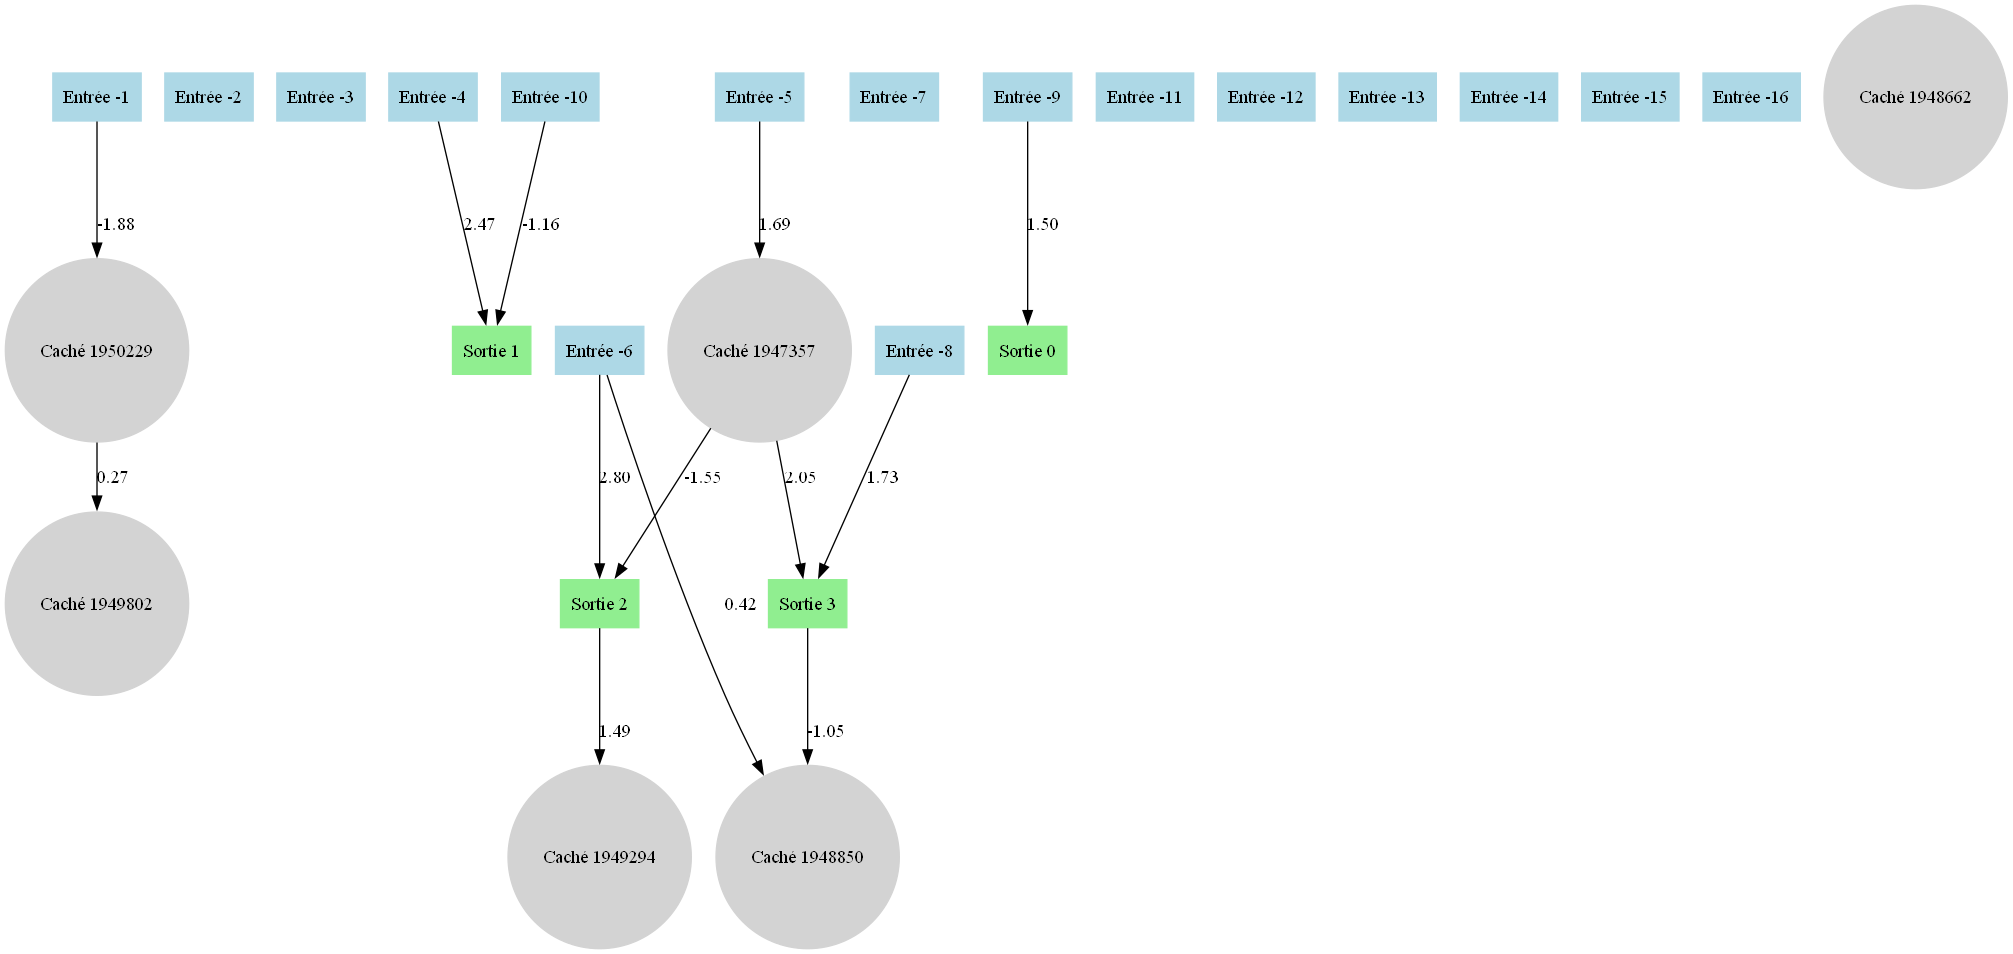 Entrée -1
Entrée -2
Entrée -3
Entrée -4
Entrée -10
Entrée -5
Entrée -7
Entrée -9
Entrée -11
Entrée -12
Entrée -13
Entrée -14
Entrée -15
Entrée -16
Caché 1948662
-1.88
2.47
-1.16
1.69
1.50
Caché 1950229
Sortie 1
Entrée -6
Caché 1947357
Entrée -8
Sortie 0
0.27
2.80
-1.55
2.05
1.73
Caché 1949802
Sortie 2
0.42
Sortie 3
1.49
-1.05
Caché 1949294
Caché 1948850